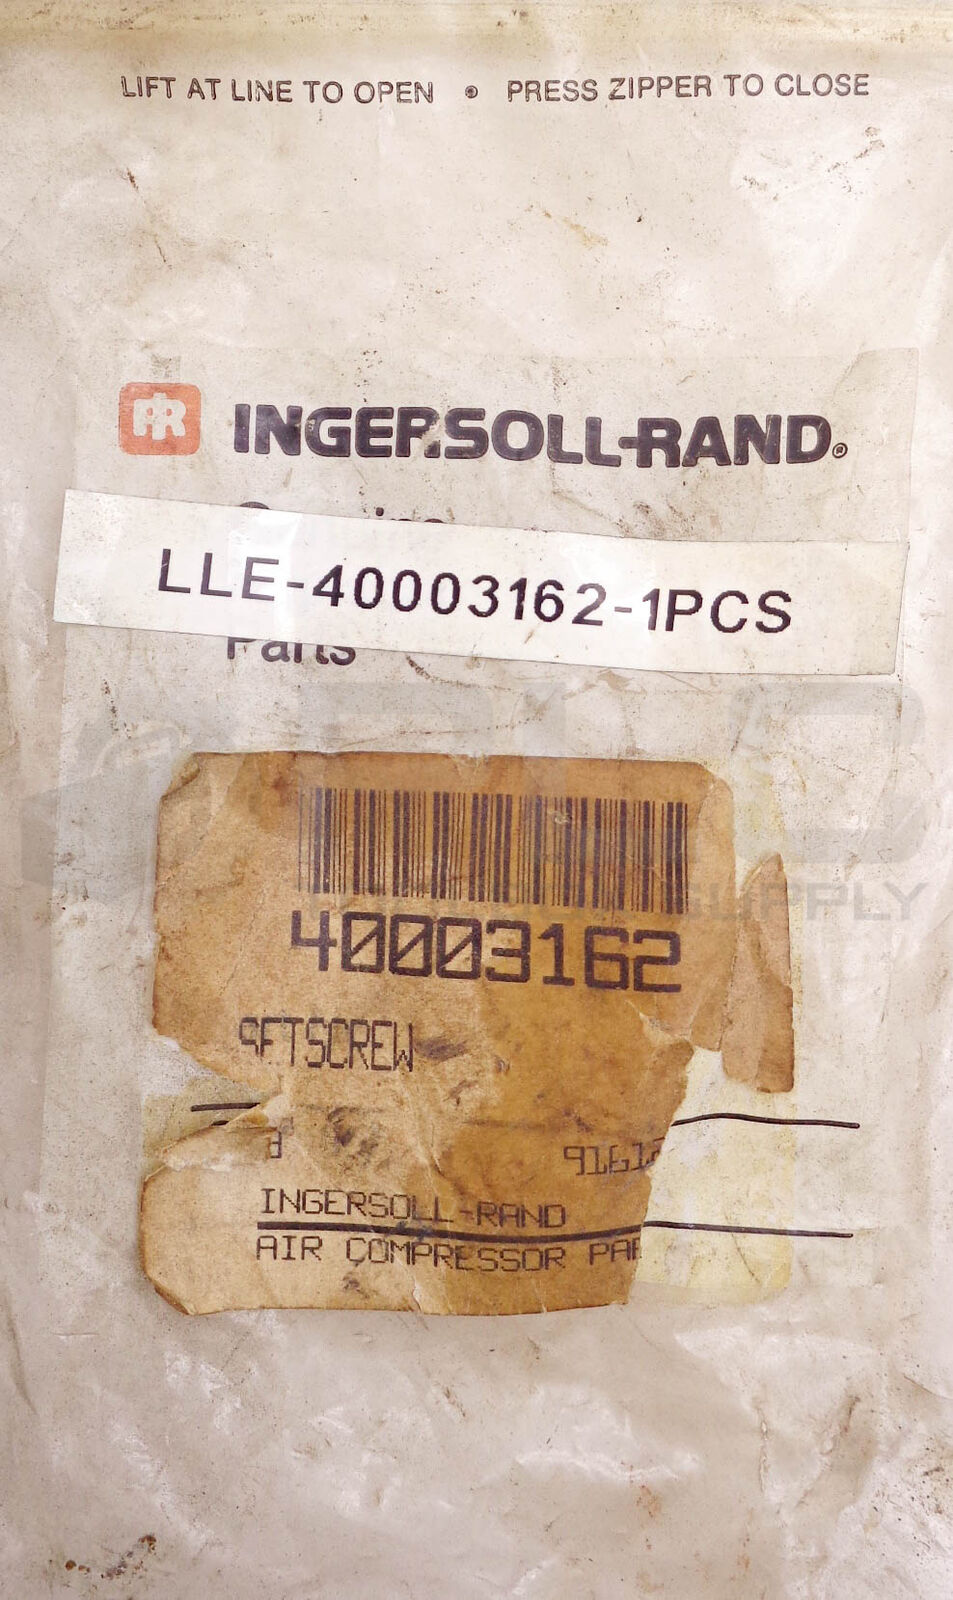 LIFT AT LINE TO OPEN • PRESS ZIPPER TO CLOSE
INGERSOLL-RAND®
LLE-40003162-1PCS
Parts
40003162
INGERSOLL-RAND
AIR COMPRESSOR
SUPPLY